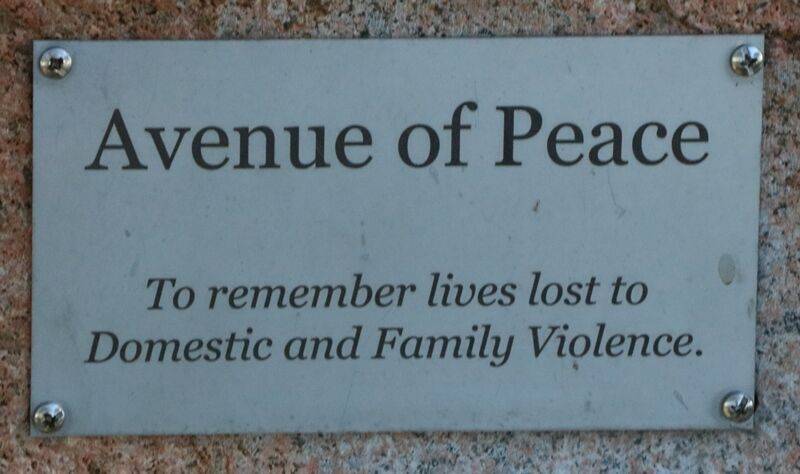 Avenue of Peace
To remember lives lost to
Domestic and Family Violence.